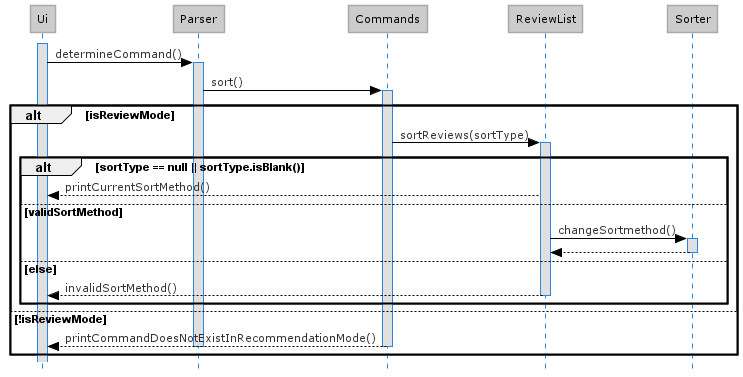 Ui
Parser
Commands
ReviewList
Sorter
determineCommand()
sort()
alt
[isReviewMode]
sortReviews(sortType)
alt
[sortType == null || sortType.isBlank()]
printCurrentSortMethod()
[validSortMethod]
changeSortmethod()
[else]
invalidSortMethod()
[!isReviewMode]
printCommandDoesNotExistInRecommendationMode()